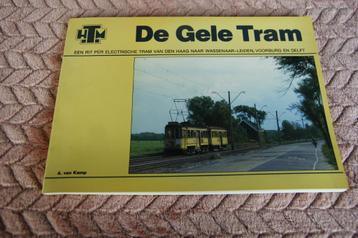 HTM
De Gele Tram
EEN RIT PER ELECTRISCHE TRAM VAN DEN HAAG NAAR WASSENAAR-LEIDEN, VOORBURG EN DELFT
A. van Kamp